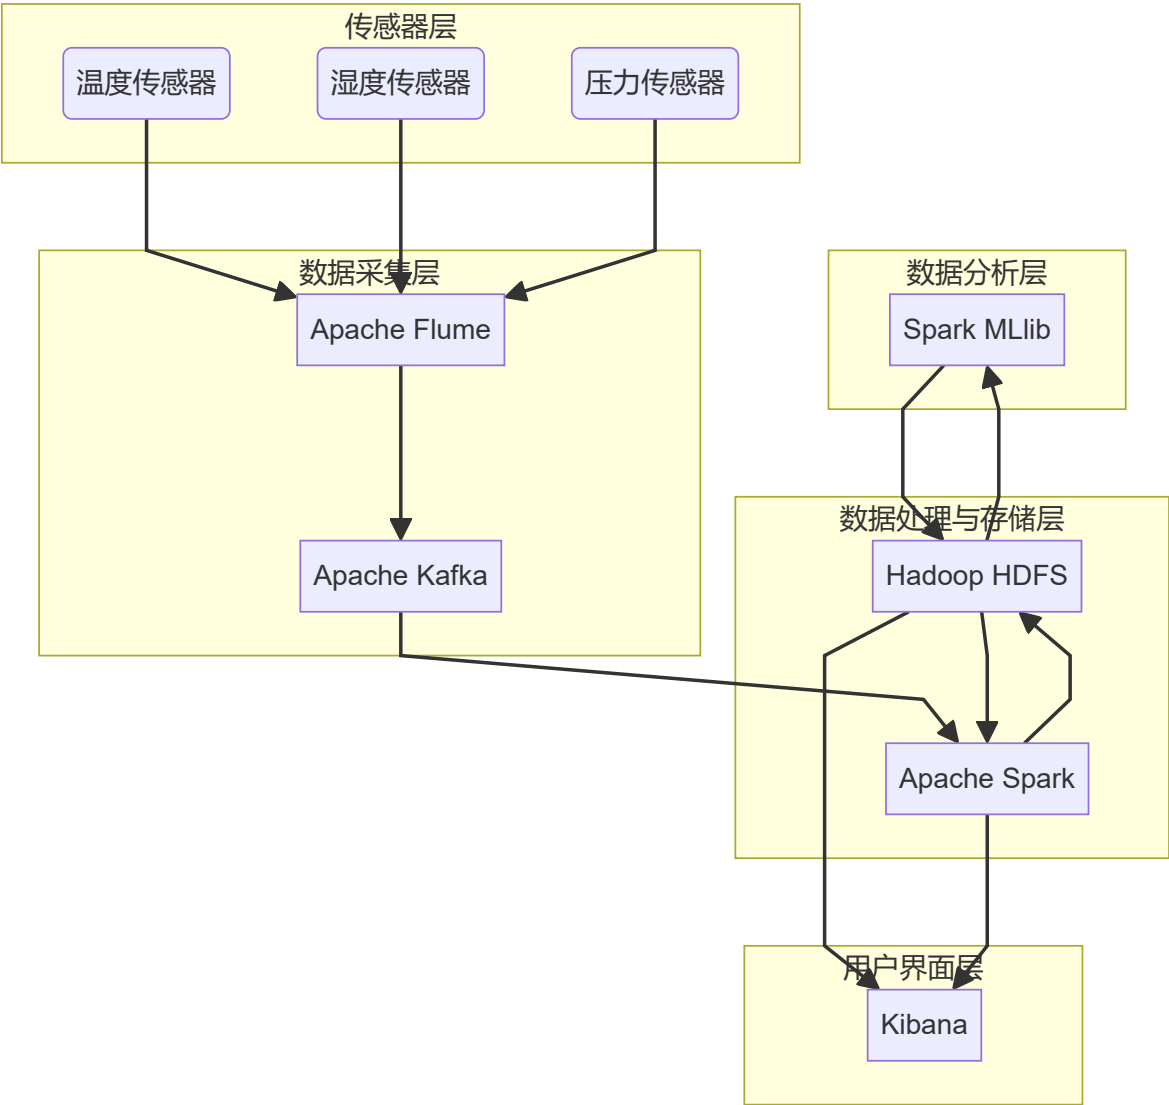 传感器层
温度传感器
湿度传感器
压力传感器
数据采集层
Apache Flume
Apache Kafka
数据分析层
Spark MLlib
数据处理与存储层
Hadoop HDFS
Apache Spark
用户界面层
Kibana